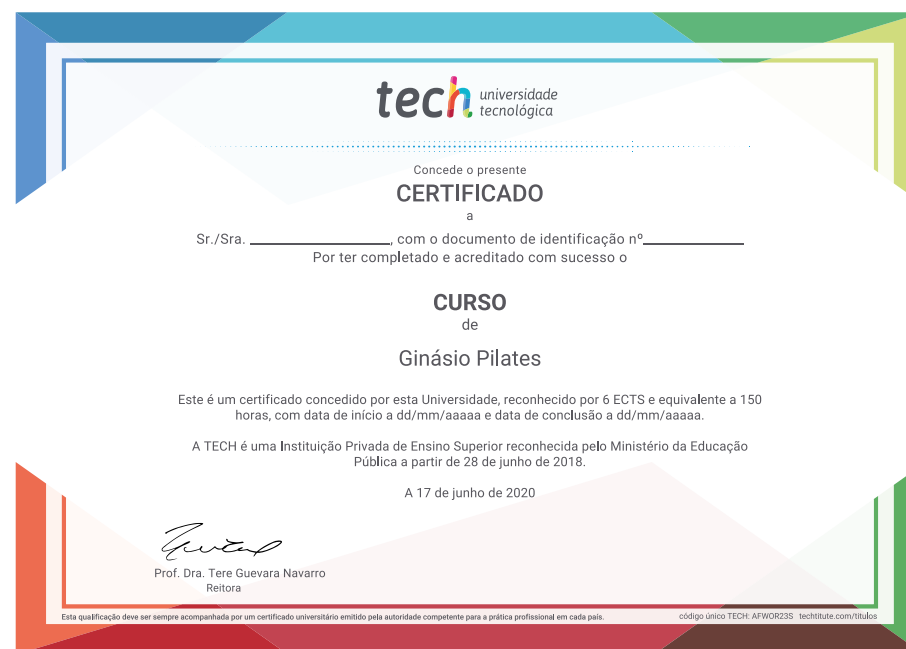 tech universidade
tecnológica
Concede o presente
CERTIFICADO
a
Sr./Sra. ____________, com o documento de identificação nº____________
Por ter completado e acreditado com sucesso o
CURSO
de
Ginásio Pilates
Este é um certificado concedido por esta Universidade, reconhecido por 6 ECTS e equivalente a 150
horas, com data de início a dd/mm/aaaaa e data de conclusão a dd/mm/aaaaa.
A TECH é uma Instituição Privada de Ensino Superior reconhecida pelo Ministério da Educação
Pública a partir de 28 de junho de 2018.
A 17 de junho de 2020
Prof. Dra. Tere Guevara Navarro
Reitora
Esta qualificação deve ser sempre acompanhada por um certificado universitário emitido pela autoridade competente para a prática profissional em cada país.
código único TECH: AFWOR23S techtitute.com/titulos